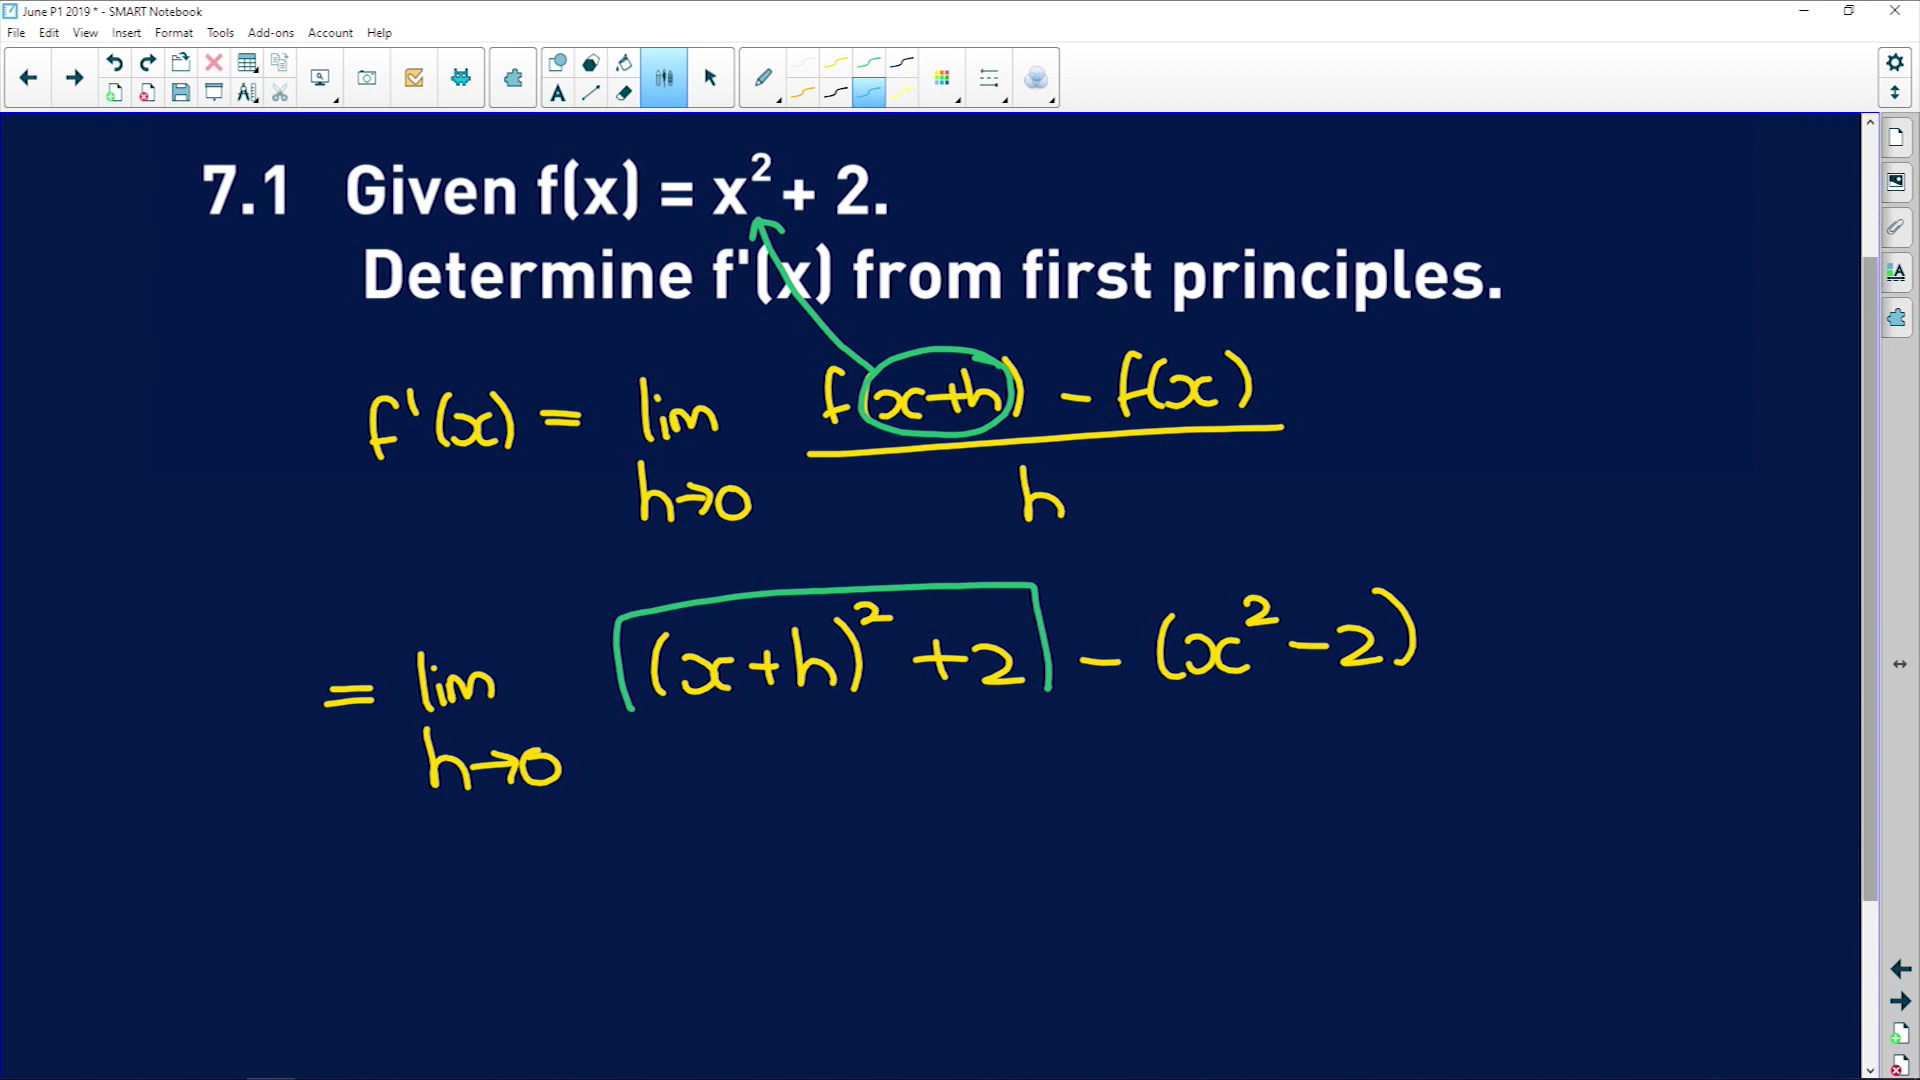 June P1 2019 * - SMART Notebook
File Edit View Insert Format Tools Add-ons Account Help
7.1 Given f(x) = x² + 2.
Determine f'(x) from first principles.
f'(x) = lim f(x+h) - f(x)
h→0 h
= lim (x+h)² +2 - (x² -2)
h→0